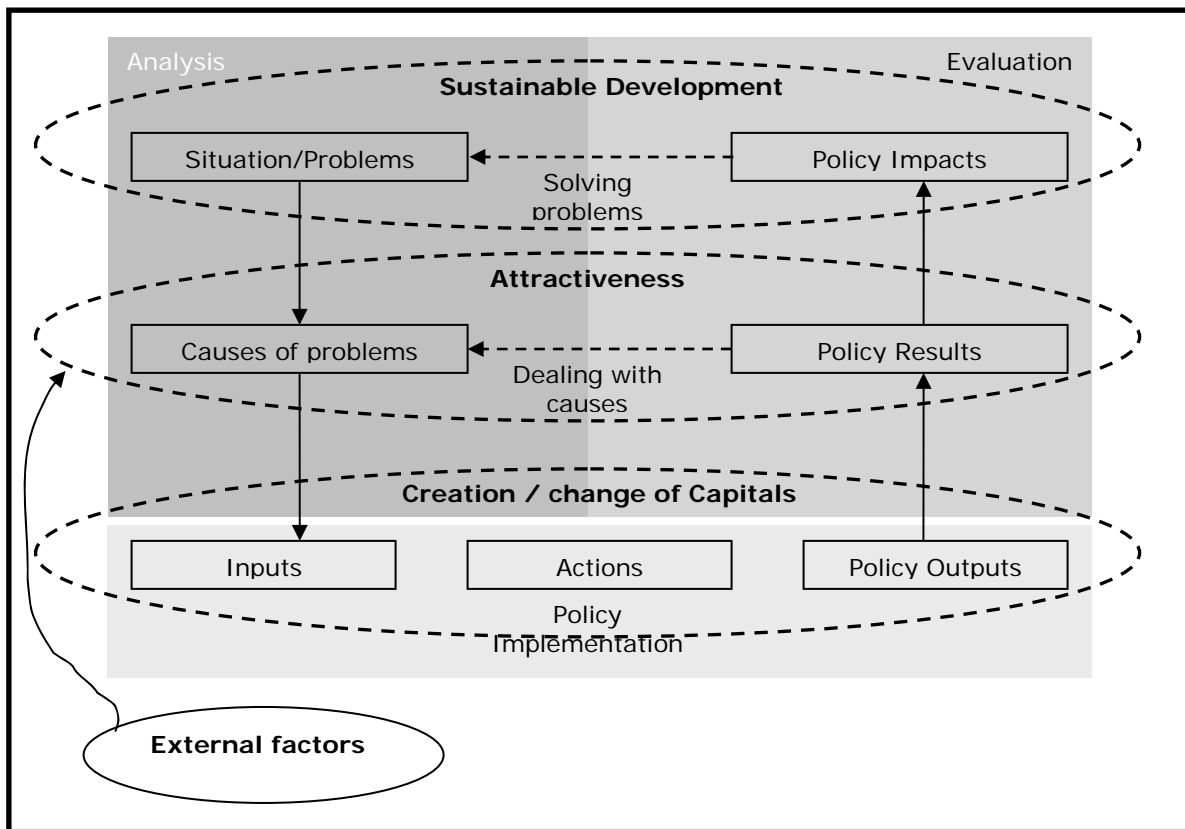 Analysis
Evaluation
Sustainable Development
Situation/Problems
Policy Impacts
Solving
problems
Attractiveness
Causes of problems
Policy Results
Dealing with
causes
Creation / change of Capitals
Inputs
Actions
Policy Outputs
Policy
Implementation
External factors